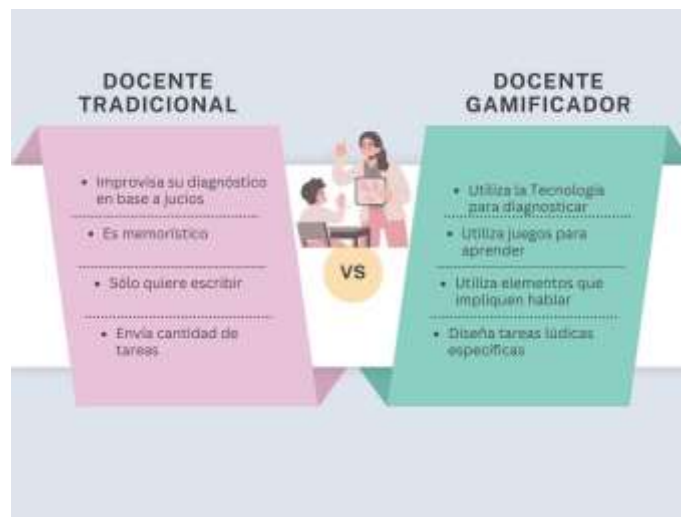 DOCENTE
TRADICIONAL
• Improvisa su diagnóstico
en base a jucios
• Es memorístico
• Sólo quiere escribir
• Envía cantidad de
tareas
VS
DOCENTE
GAMIFICADOR
• Utiliza la Tecnología
para diagnosticar
• Utiliza juegos para
aprender
• Utiliza elementos que
impliquen hablar
• Diseña tareas lúdicas
específicas